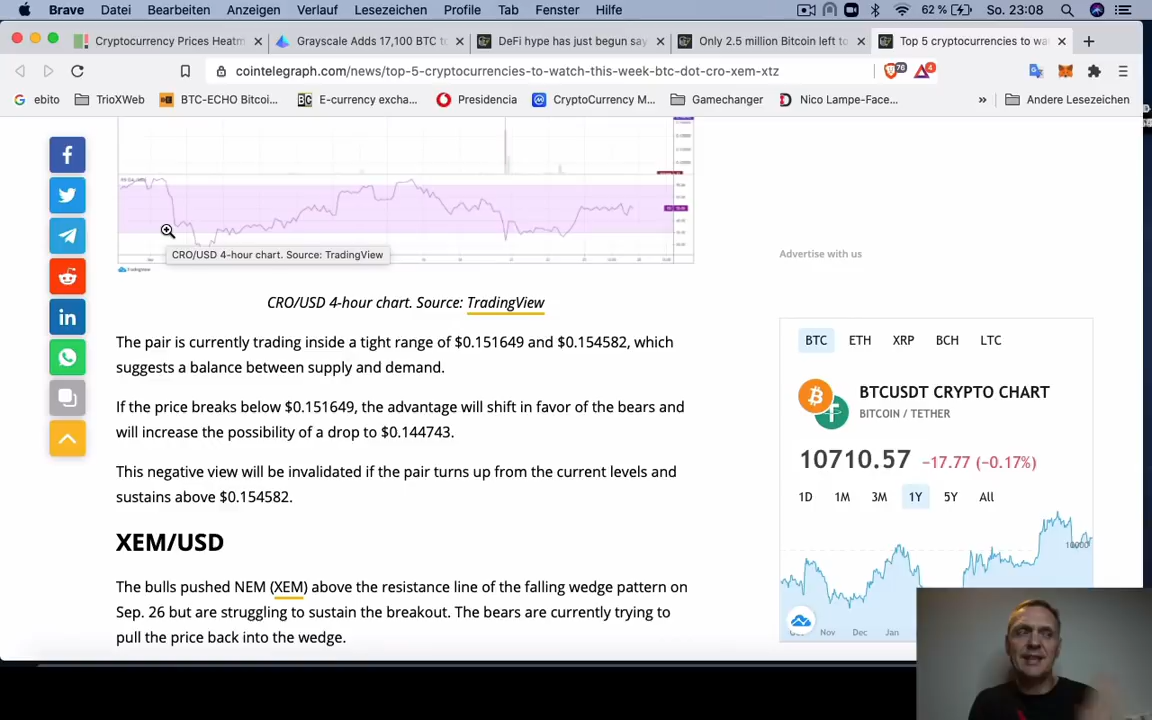 Brave Datei Bearbeiten Anzeigen Verlauf Lesezeichen Profile Tab Fenster Hilfe 62 % So. 23:08
Cryptocurrency Prices Heatm Grayscale Adds 17,100 BTC to DeFi hype has just begun say Only 2.5 million Bitcoin left to Top 5 cryptocurrencies to wa
cointelegraph.com/news/top-5-cryptocurrencies-to-watch-this-week-btc-dot-cro-xem-xtz 76 4
ebito TrioXWeb BTC-ECHO Bitcoi... E-currency excha... Presidencia CryptoCurrency M... Gamechanger Nico Lampe-Face... » Andere Lesezeichen
CRO/USD 4-hour chart. Source: TradingView
TradingView
Advertise with us
CRO/USD 4-hour chart. Source: TradingView
The pair is currently trading inside a tight range of $0.151649 and $0.154582, which
suggests a balance between supply and demand.
If the price breaks below $0.151649, the advantage will shift in favor of the bears and
will increase the possibility of a drop to $0.144743.
This negative view will be invalidated if the pair turns up from the current levels and
sustains above $0.154582.
XEM/USD
The bulls pushed NEM (XEM) above the resistance line of the falling wedge pattern on
Sep. 26 but are struggling to sustain the breakout. The bears are currently trying to
pull the price back into the wedge.
BTC ETH XRP BCH LTC
BTCUSDT CRYPTO CHART
BITCOIN / TETHER
10710.57 −17.77 (−0.17%)
1D 1M 3M 1Y 5Y All
10000
Nov Dec Jan